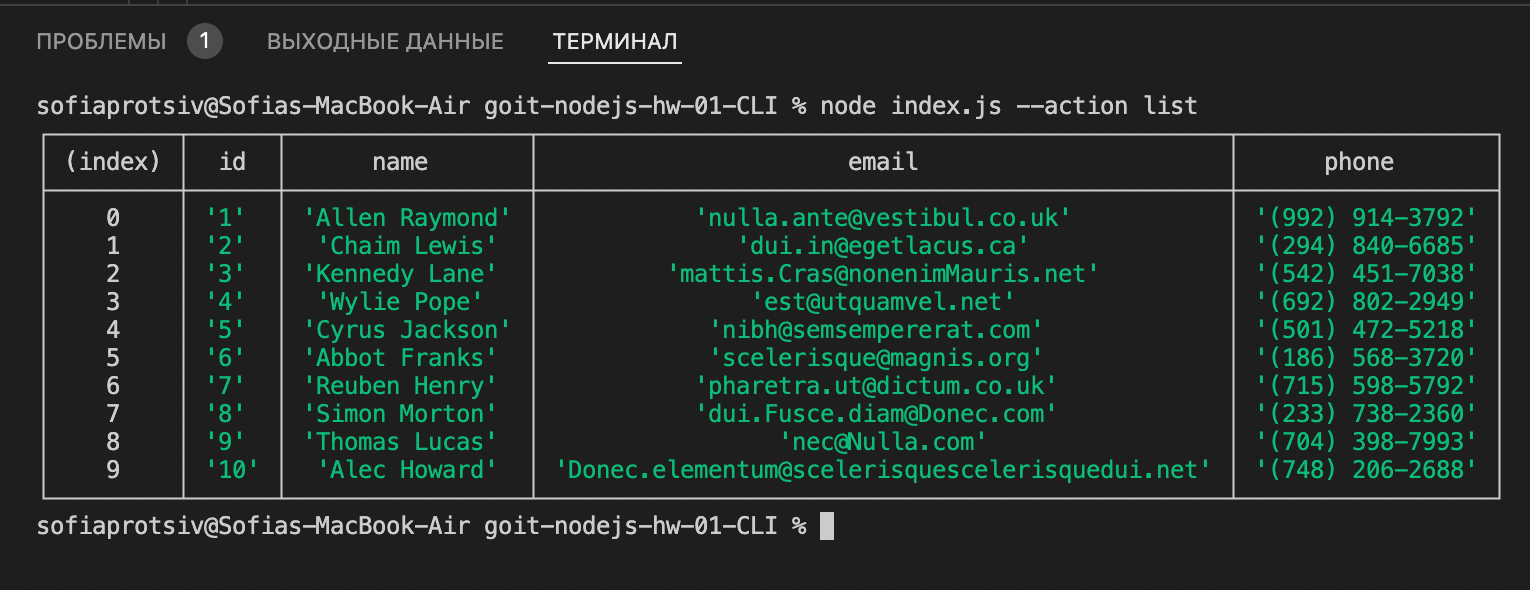 ПРОБЛЕМЫ 1 ВЫХОДНЫЕ ДАННЫЕ ТЕРМИНАЛ
sofiaprotsiv@Sofias-MacBook-Air goit-nodejs-hw-01-CLI % node index.js --action list
(index) id name email phone
0 '1' 'Allen Raymond' 'nulla.ante@vestibul.co.uk' '(992) 914-3792'
1 '2' 'Chaim Lewis' 'dui.in@egetlacus.ca' '(294) 840-6685'
2 '3' 'Kennedy Lane' 'mattis.Cras@nonenimMauris.net' '(542) 451-7038'
3 '4' 'Wylie Pope' 'est@utquamvel.net' '(692) 802-2949'
4 '5' 'Cyrus Jackson' 'nibh@semsempererat.com' '(501) 472-5218'
5 '6' 'Abbot Franks' 'scelerisque@magnis.org' '(186) 568-3720'
6 '7' 'Reuben Henry' 'pharetra.ut@dictum.co.uk' '(715) 598-5792'
7 '8' 'Simon Morton' 'dui.Fusce.diam@Donec.com' '(233) 738-2360'
8 '9' 'Thomas Lucas' 'nec@Nulla.com' '(704) 398-7993'
9 '10' 'Alec Howard' 'Donec.elementum@scelerisquescelerisquedui.net' '(748) 206-2688'
sofiaprotsiv@Sofias-MacBook-Air goit-nodejs-hw-01-CLI %